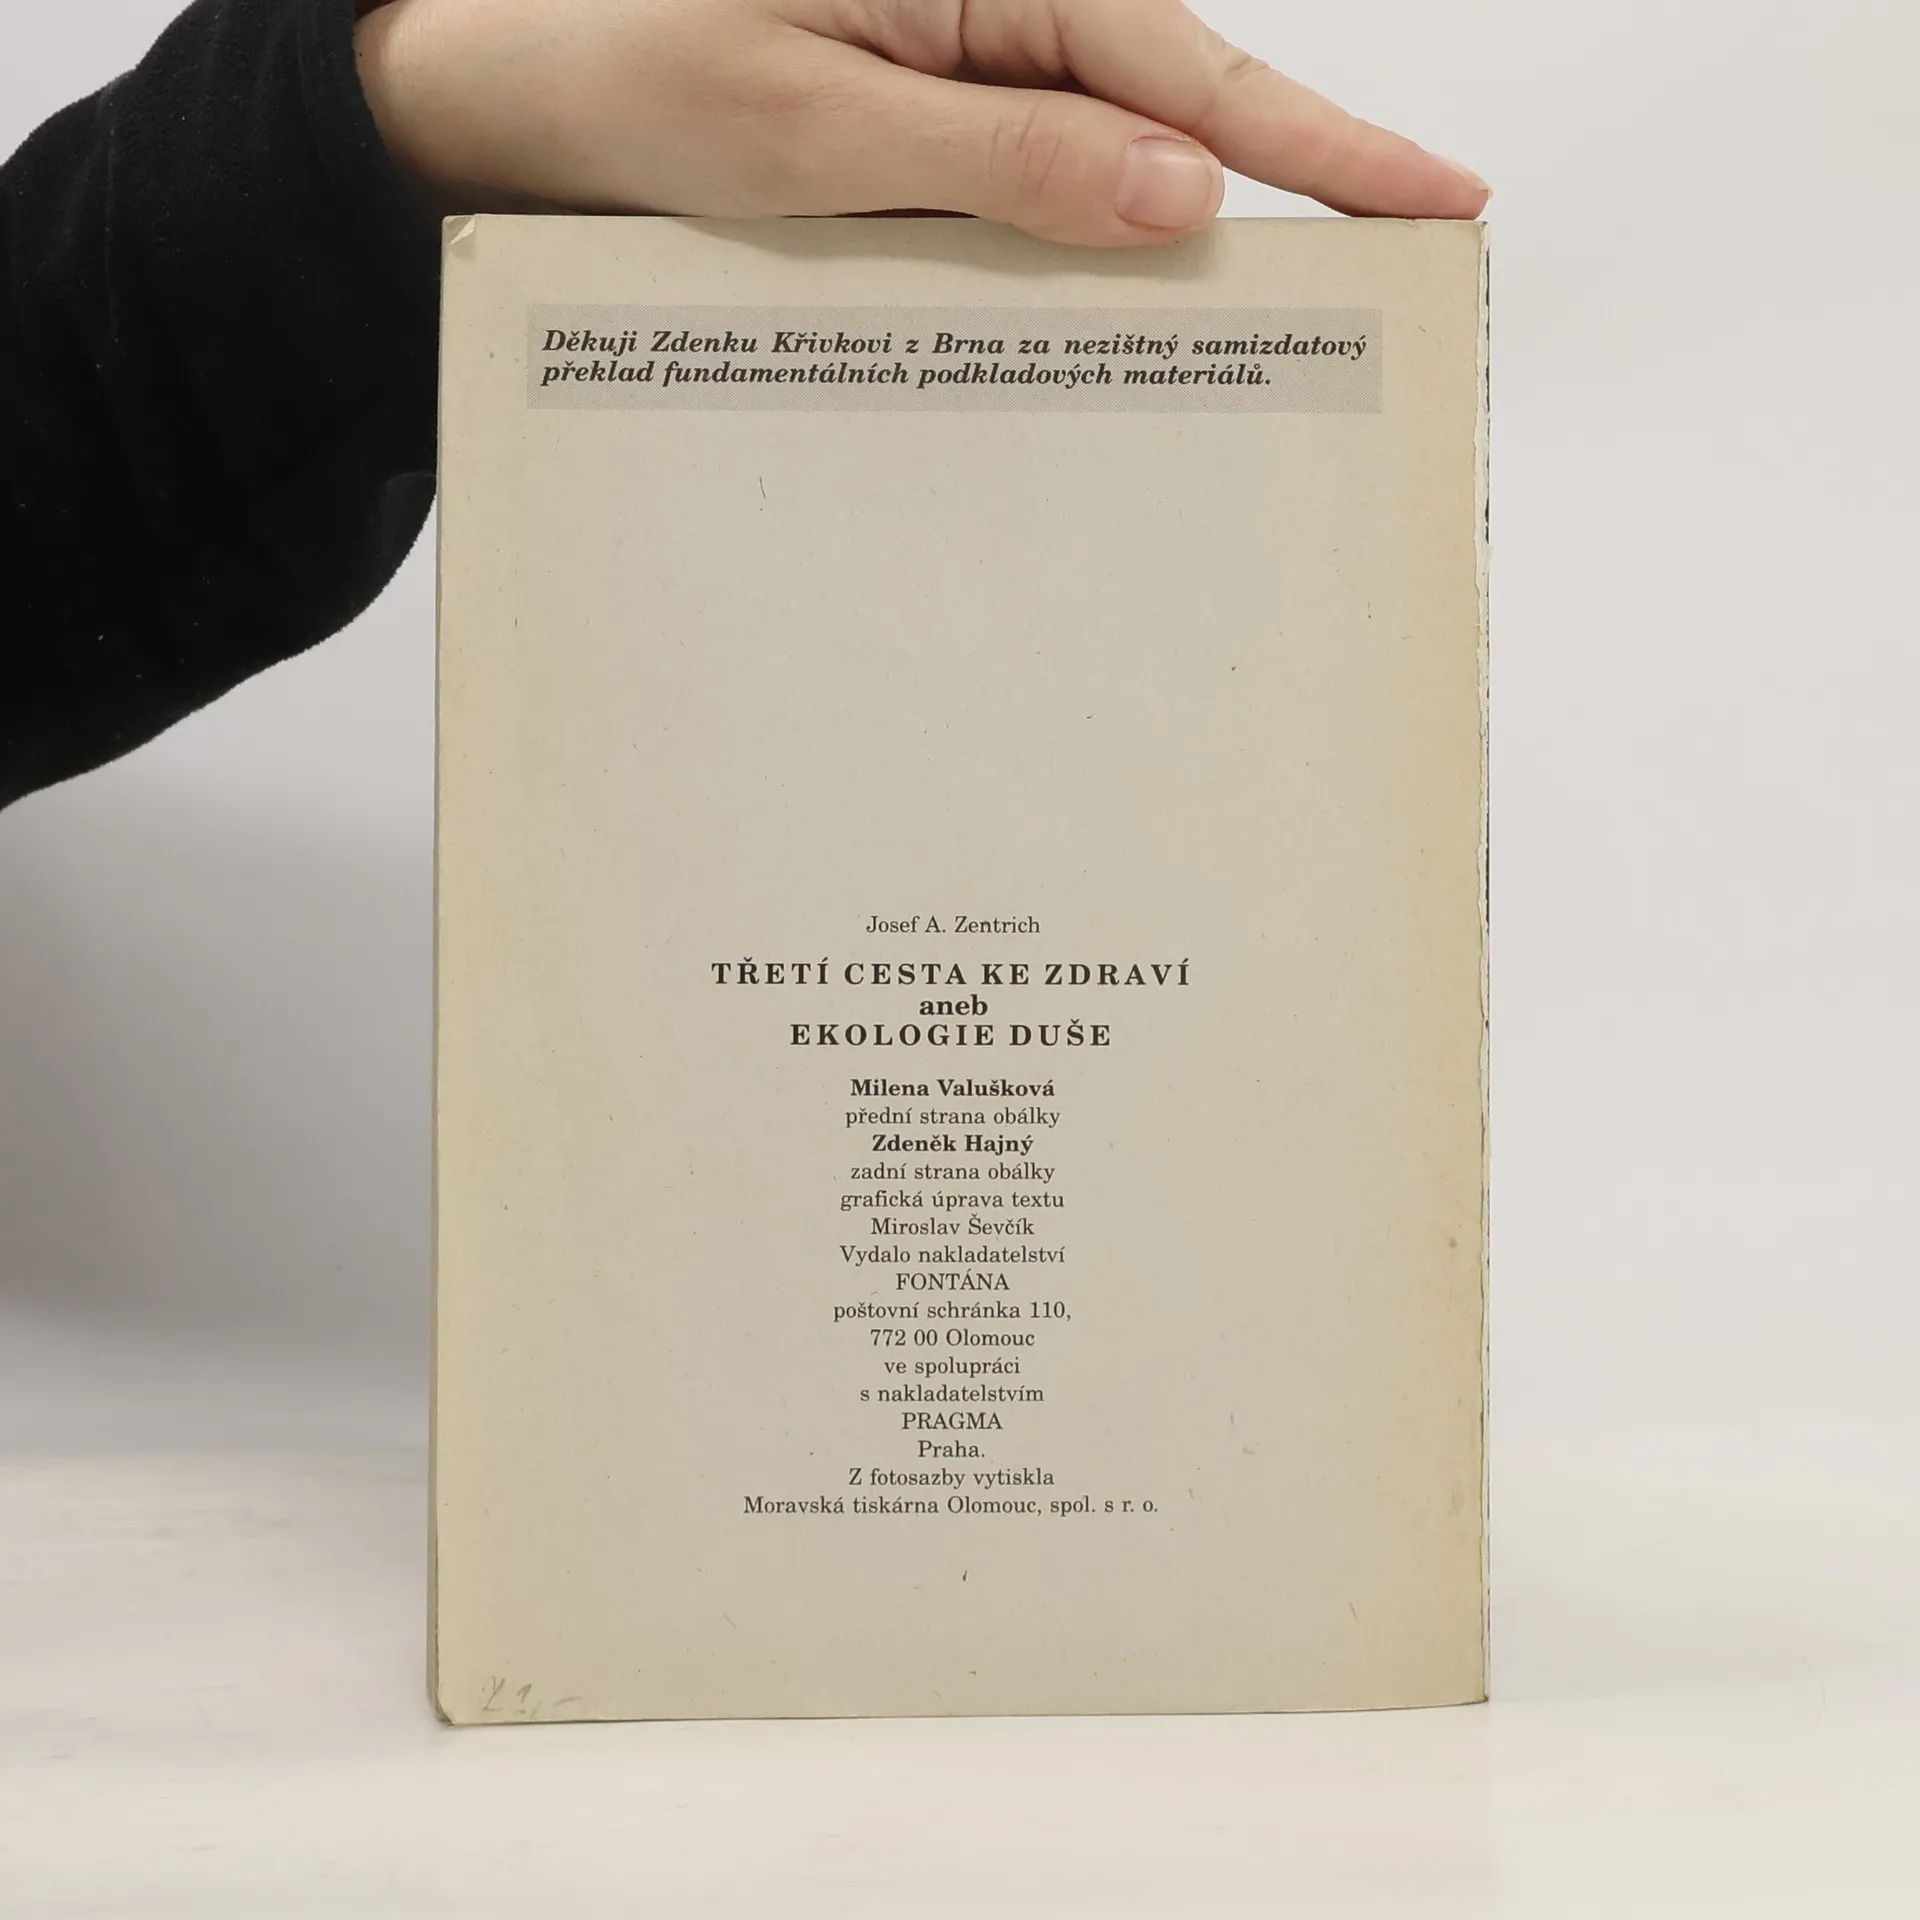 Děkuji Zdenku Křivkovi z Brna za nezištný samizdatový
překlad fundamentálních podkladových materiálů.
Josef A. Zentrich
TŘETÍ CESTA KE ZDRAVÍ
aneb
EKOLOGIE DUŠE
Milena Valušková
přední strana obálky
Zdeněk Hajný
zadní strana obálky
grafická úprava textu
Miroslav Ševčík
Vydalo nakladatelství
FONTÁNA
poštovní schránka 110,
772 00 Olomouc
ve spolupráci
s nakladatelstvím
PRAGMA
Praha.
Z fotosazby vytiskla
Moravská tiskárna Olomouc, spol. s r. o.